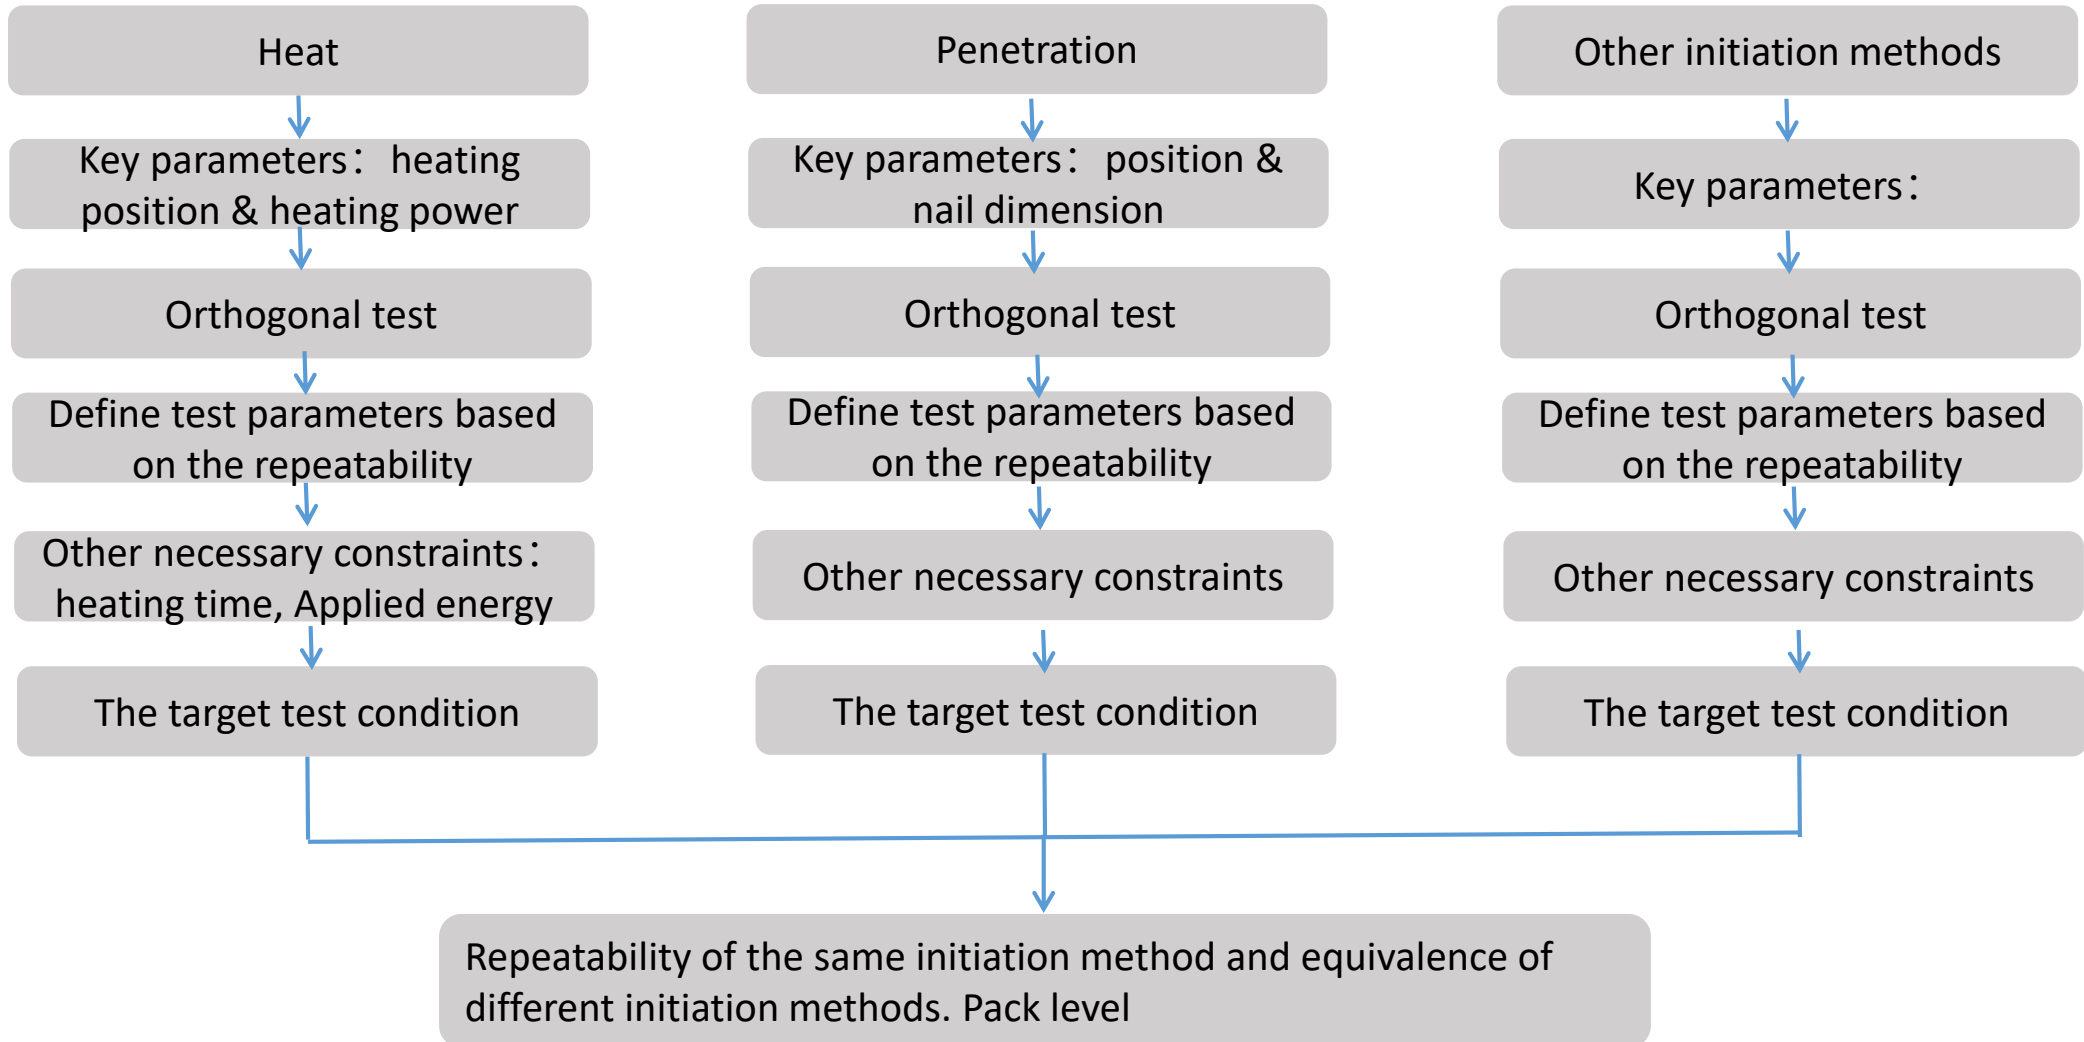 Heat
Key parameters：heating
position & heating power
Orthogonal test
Define test parameters based
on the repeatability
Other necessary constraints：
heating time, Applied energy
The target test condition
Penetration
Key parameters：position &
nail dimension
Orthogonal test
Define test parameters based
on the repeatability
Other necessary constraints
The target test condition
Other initiation methods
Key parameters：
Orthogonal test
Define test parameters based
on the repeatability
Other necessary constraints
The target test condition
Repeatability of the same initiation method and equivalence of
different initiation methods. Pack level